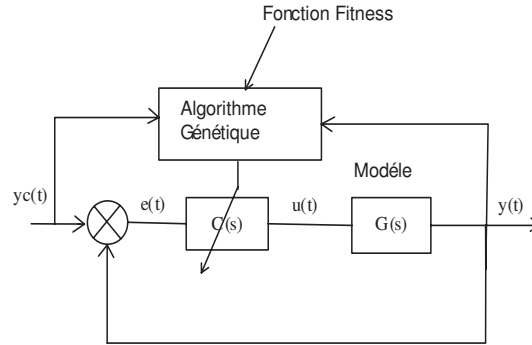 Fonction Fitness
Algorithme
Génétique
Modéle
yc(t)
e(t)
C(s)
u(t)
G(s)
y(t)